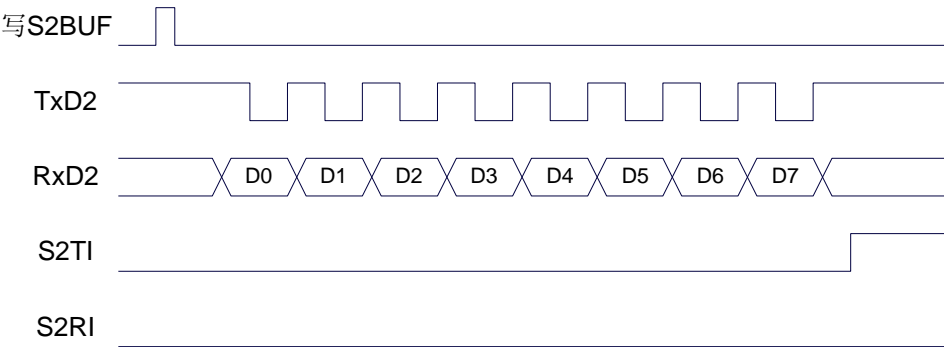 写S2BUF
TxD2
RxD2 D0 D1 D2 D3 D4 D5 D6 D7
S2TI
S2RI